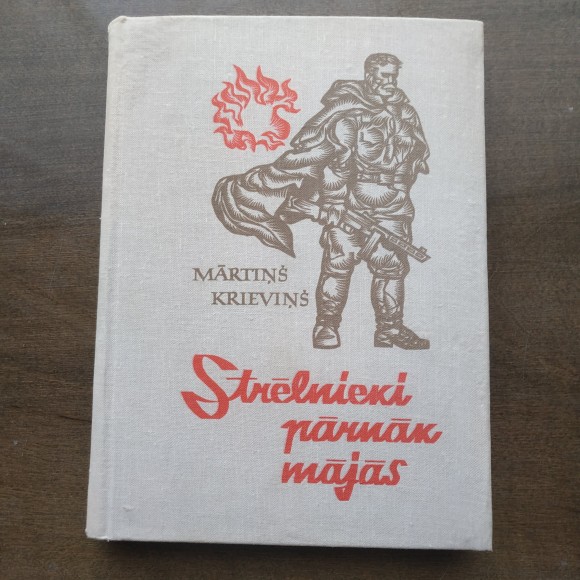 MĀRTIŅŠ
KRIEVIŅŠ
Strēlnieki
pārnāk
mājās